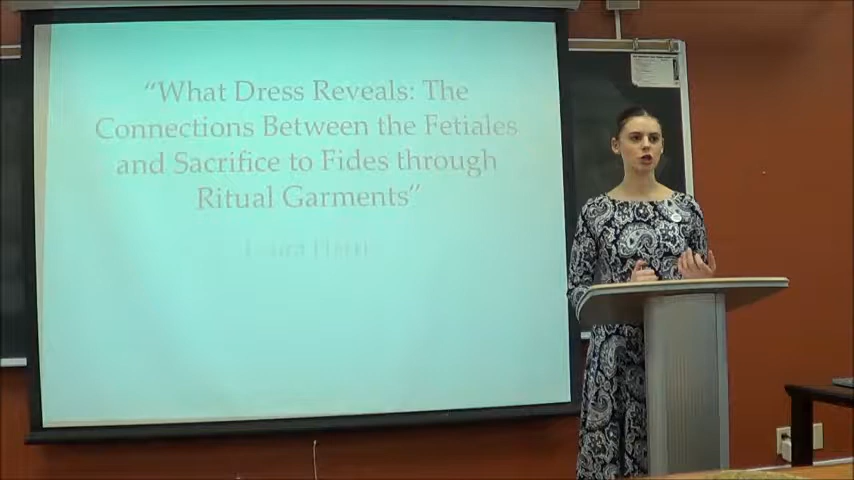 “What Dress Reveals: The
Connections Between the Fetiales
and Sacrifice to Fides through
Ritual Garments”